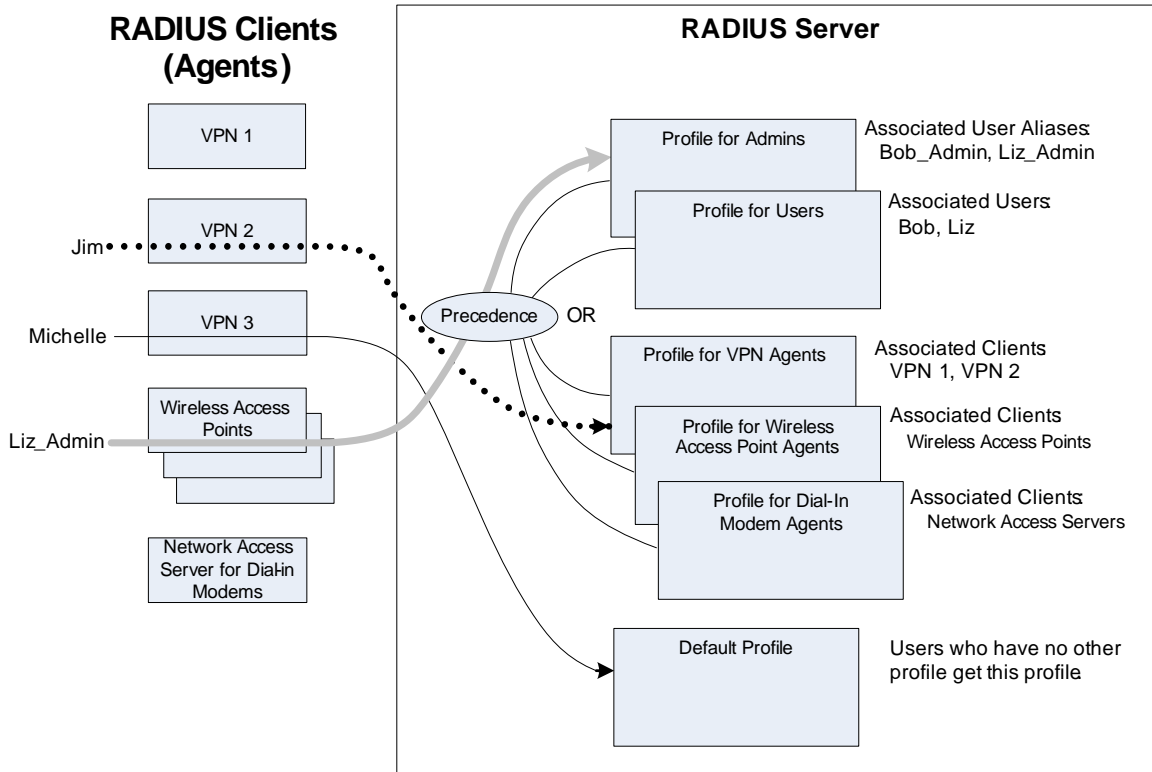 RADIUS Clients
(Agents)
RADIUS Server
VPN 1
VPN 2
Jim
VPN 3
Michelle
Wireless Access
Points
Liz_Admin
Network Access
Server for Dial-in
Modems
Precedence
OR
Profile for Admins
Associated User Aliases:
Bob_Admin, Liz_Admin
Profile for Users
Associated Users:
Bob, Liz
Profile for VPN Agents
Associated Clients
VPN 1, VPN 2
Profile for Wireless
Access Point Agents
Associated Clients
Wireless Access Points
Profile for Dial-In
Modem Agents
Associated Clients:
Network Access Servers
Default Profile
Users who have no other
profile get this profile.